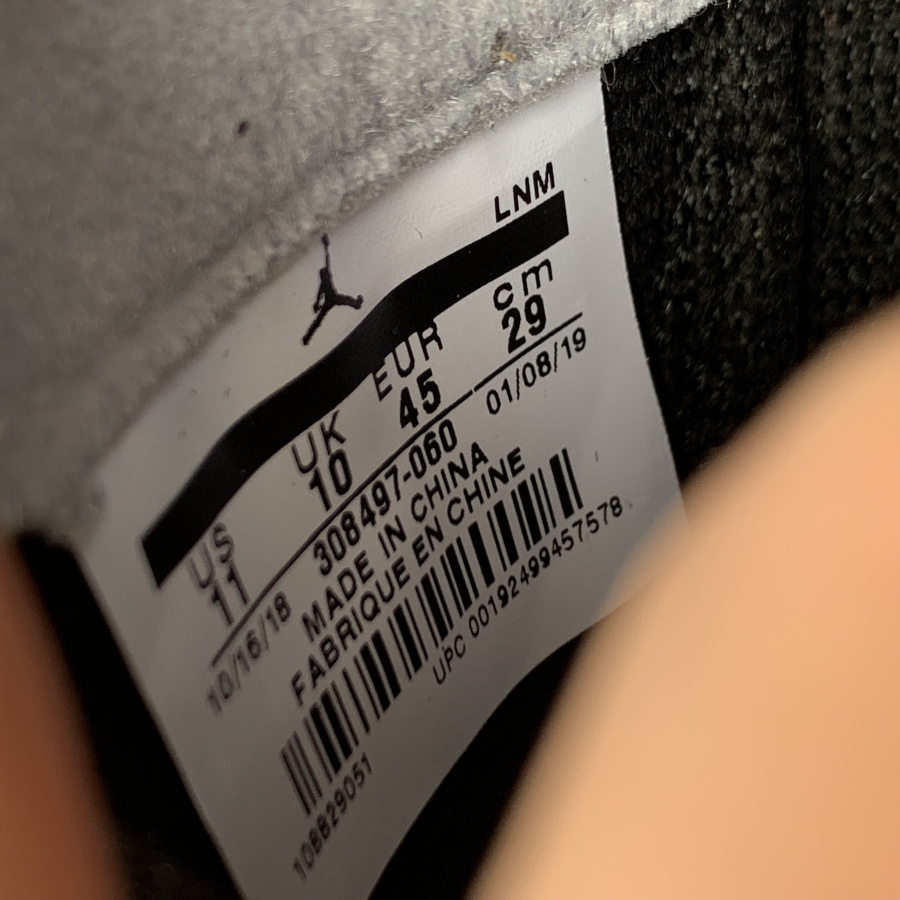 LNM
US UK EUR cm
11 10 45 29
10/16/18 308497-060 01/08/19
MADE IN CHINA
FABRIQUE EN CHINE
UPC 00192499457578
10BB29051